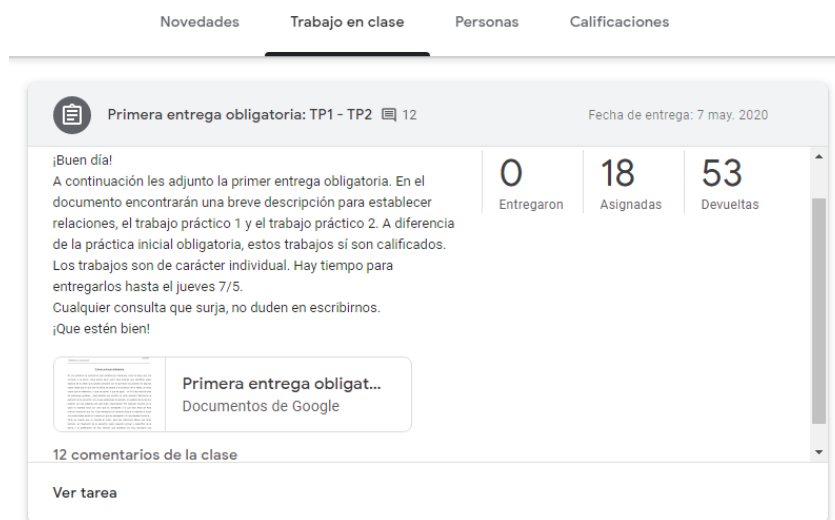 Novedades Trabajo en clase Personas Calificaciones
Primera entrega obligatoria: TP1 - TP2 12 Fecha de entrega: 7 may. 2020
¡Buen día!
A continuación les adjunto la primer entrega obligatoria. En el
documento encontrarán una breve descripción para establecer
relaciones, el trabajo práctico 1 y el trabajo práctico 2. A diferencia
de la práctica inicial obligatoria, estos trabajos sí son calificados.
Los trabajos son de carácter individual. Hay tiempo para
entregarlos hasta el jueves 7/5.
Cualquier consulta que surja, no duden en escribirnos.
¡Que estén bien!
0 18 53
Entregaron Asignadas Devueltas
Primera entrega obligat...
Documentos de Google
12 comentarios de la clase
Ver tarea